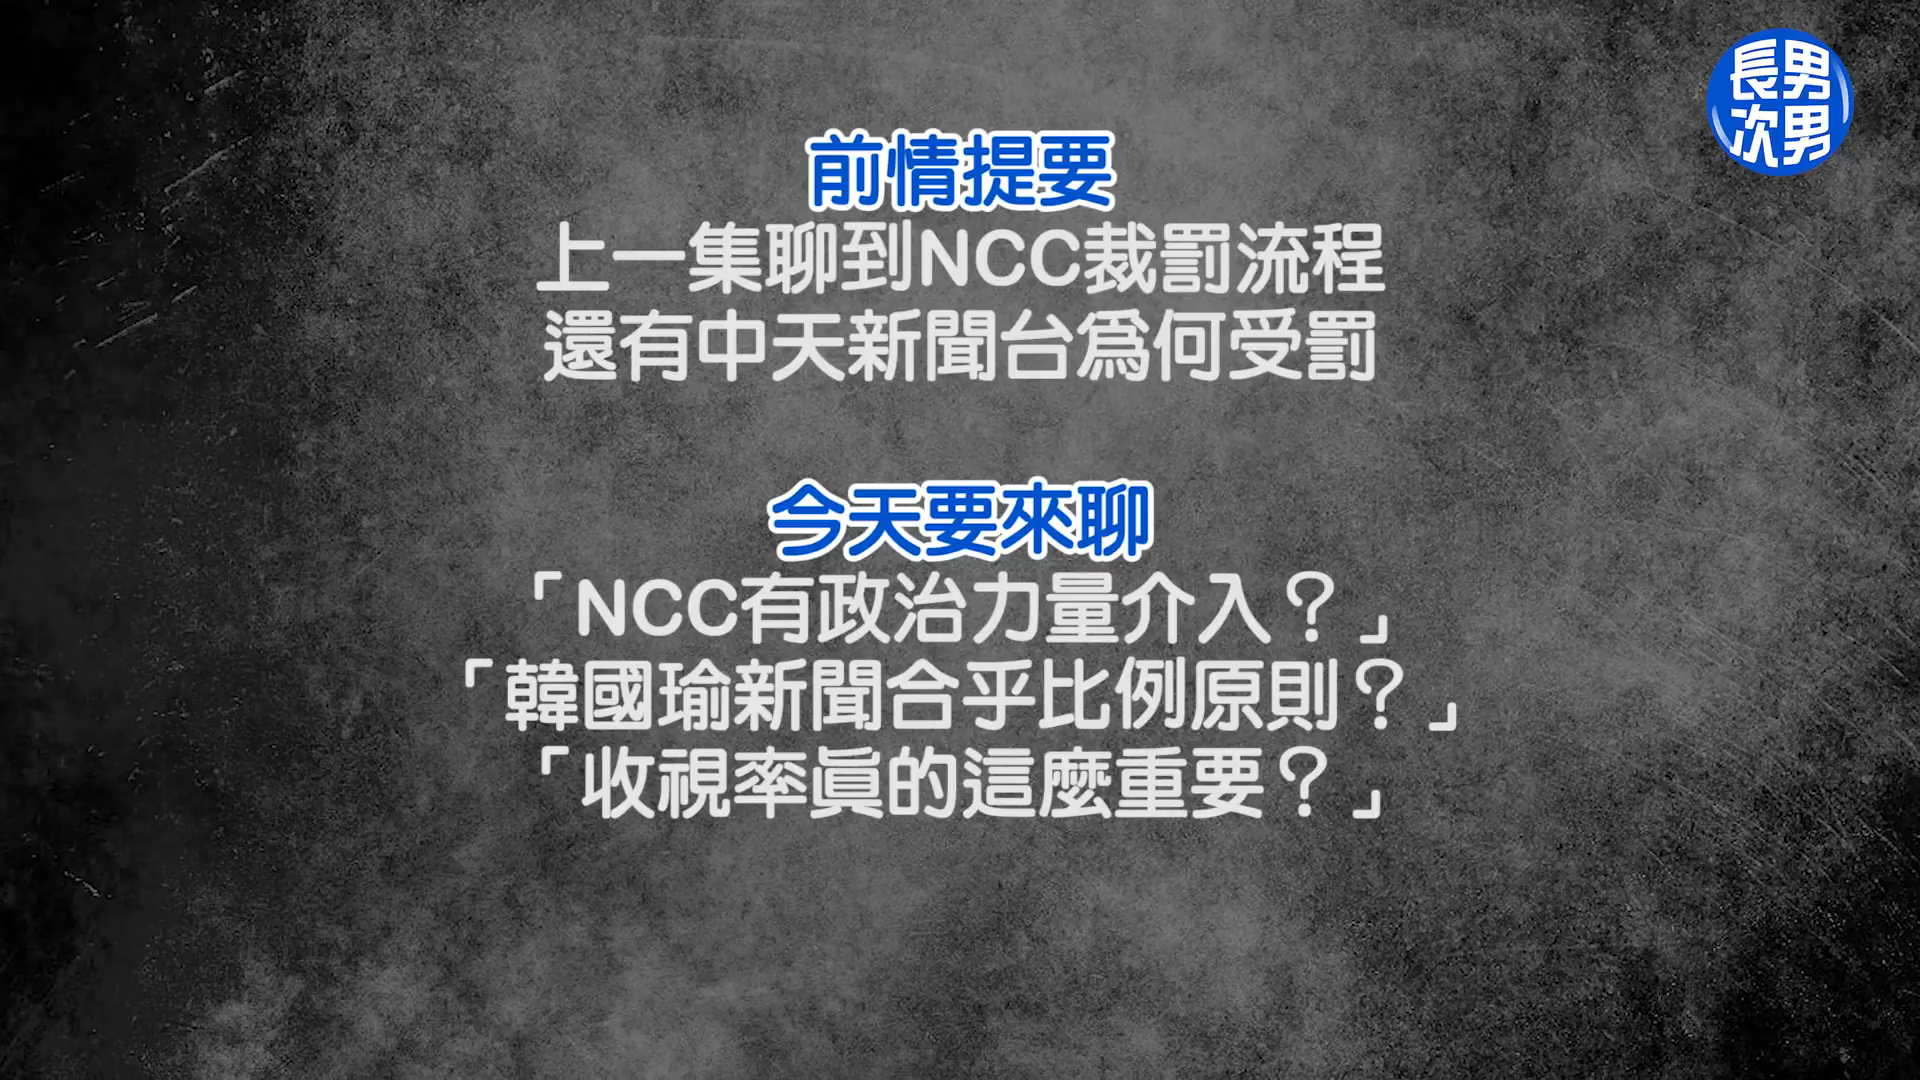 長男
次男
前情提要
上一集聊到NCC裁罰流程
還有中天新聞台為何受罰
今天要來聊
「NCC有政治力量介入？」
「韓國瑜新聞合乎比例原則？」
「收視率真的這麼重要？」